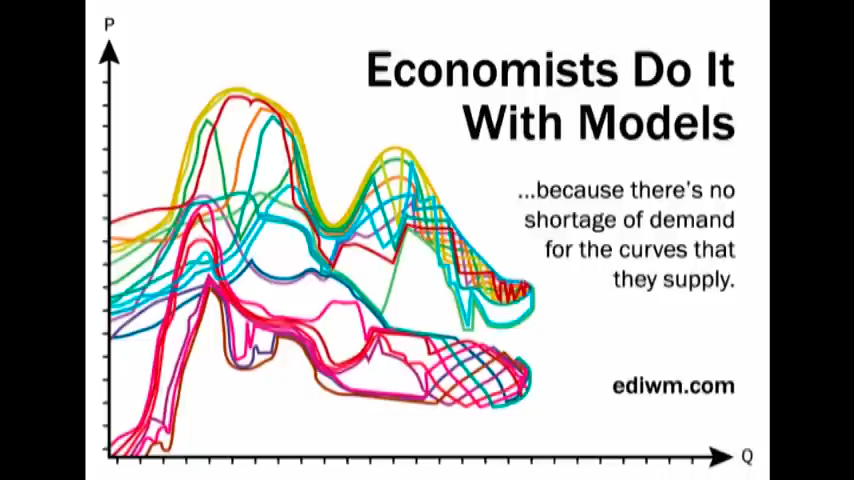 P
Economists Do It
With Models
...because there's no
shortage of demand
for the curves that
they supply.
ediwm.com
Q